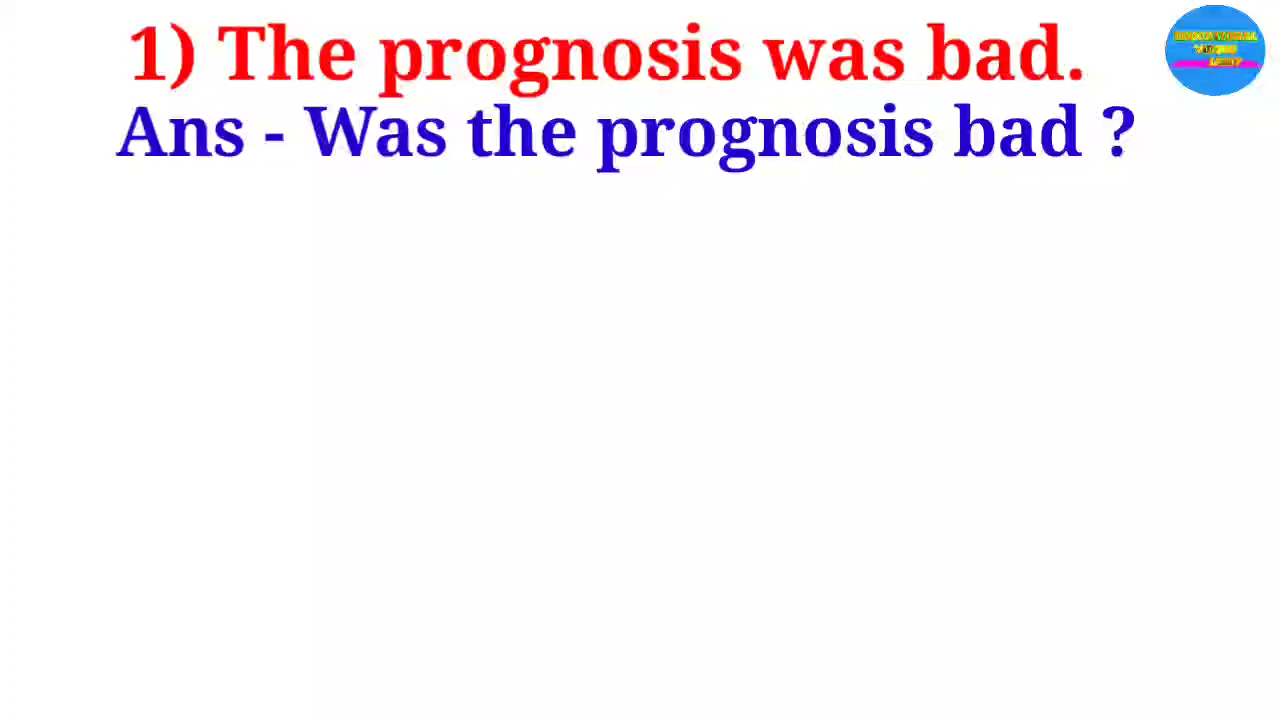 1) The prognosis was bad.
Ans - Was the prognosis bad ?